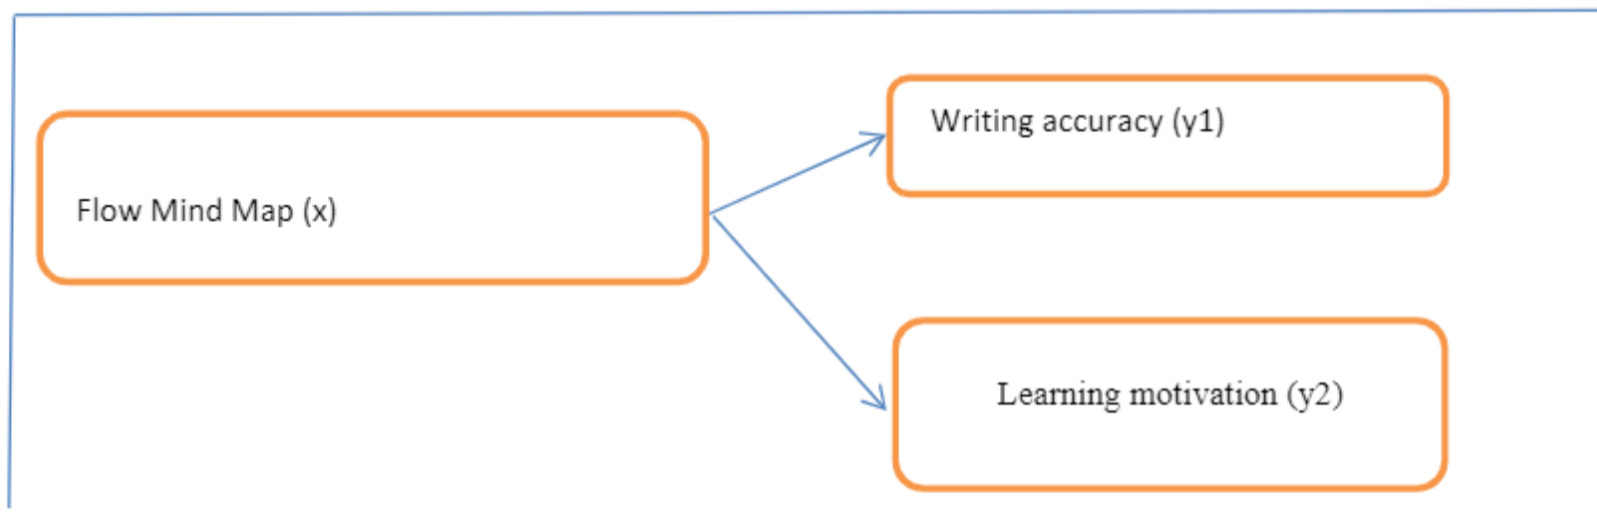 Writing accuracy (y1)
Flow Mind Map (x)
Learning motivation (y2)